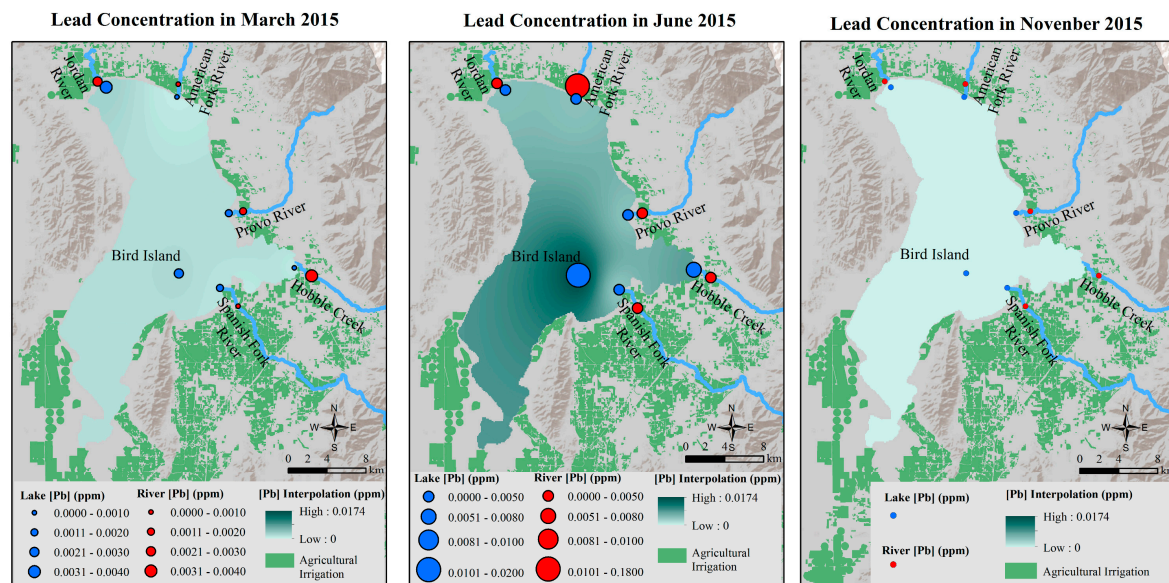 Lead Concentration in March 2015
Jordan
River
American
Fork River
Provo River
Bird Island
Hobble Creek
Spanish Fork
River
N
W E
S
0 2 4 8
km
Lake [Pb] (ppm)
0.0000 - 0.0010
0.0011 - 0.0020
0.0021 - 0.0030
0.0031 - 0.0040
River [Pb] (ppm)
0.0000 - 0.0010
0.0011 - 0.0020
0.0021 - 0.0030
0.0031 - 0.0040
[Pb] Interpolation (ppm)
High : 0.0174
Low : 0
Agricultural
Irrigation
Lead Concentration in June 2015
Jordan
River
American
Fork River
Provo River
Bird Island
Hobble Creek
Spanish Fork
River
N
W E
S
0 2 4 8
km
Lake [Pb] (ppm)
0.0000 - 0.0050
0.0051 - 0.0080
0.0081 - 0.0100
0.0101 - 0.0200
River [Pb] (ppm)
0.0000 - 0.0050
0.0051 - 0.0080
0.0081 - 0.0100
0.0101 - 0.1800
[Pb] Interpolation (ppm)
High : 0.0174
Low : 0
Agricultural
Irrigation
Lead Concentration in Novenber 2015
Jordan
River
American
Fork River
Provo River
Bird Island
Hobble Creek
Spanish Fork
River
N
W E
S
0 2 4 8
km
Lake [Pb] (ppm)
River [Pb] (ppm)
[Pb] Interpolation (ppm)
High : 0.0174
Low : 0
Agricultural
Irrigation